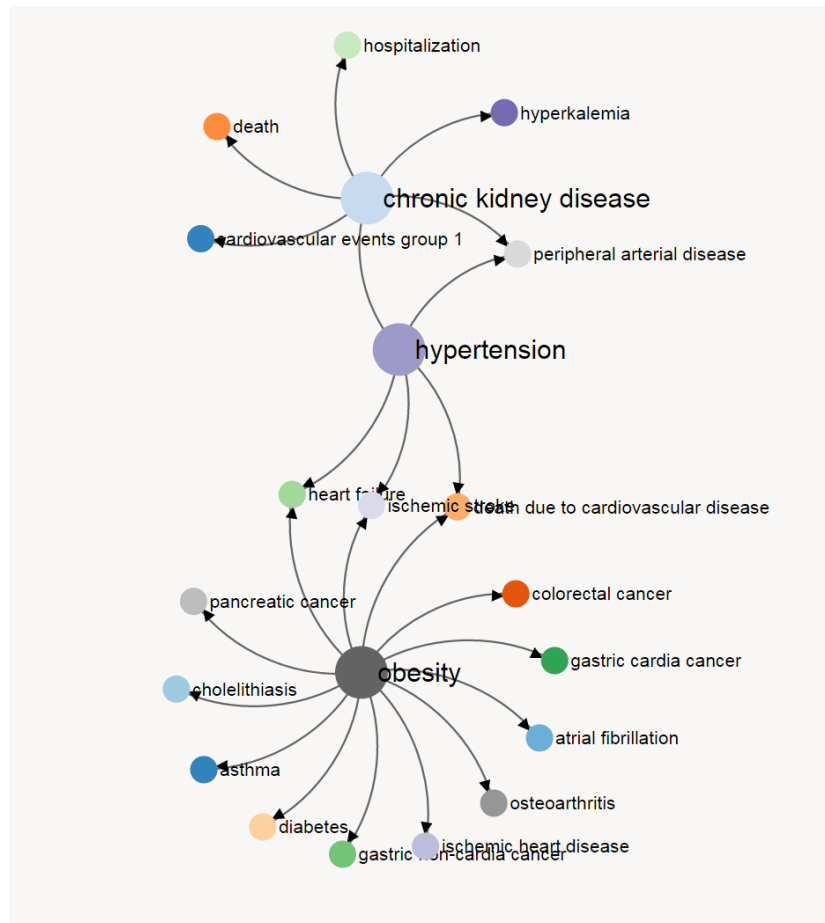 hospitalization
hyperkalemia
death
chronic kidney disease
cardiovascular events group 1
peripheral arterial disease
hypertension
heart failure
ischemic stroke
death due to cardiovascular disease
colorectal cancer
pancreatic cancer
gastric cardia cancer
obesity
cholelithiasis
atrial fibrillation
asthma
osteoarthritis
diabetes
ischemic heart disease
gastric non-cardia cancer